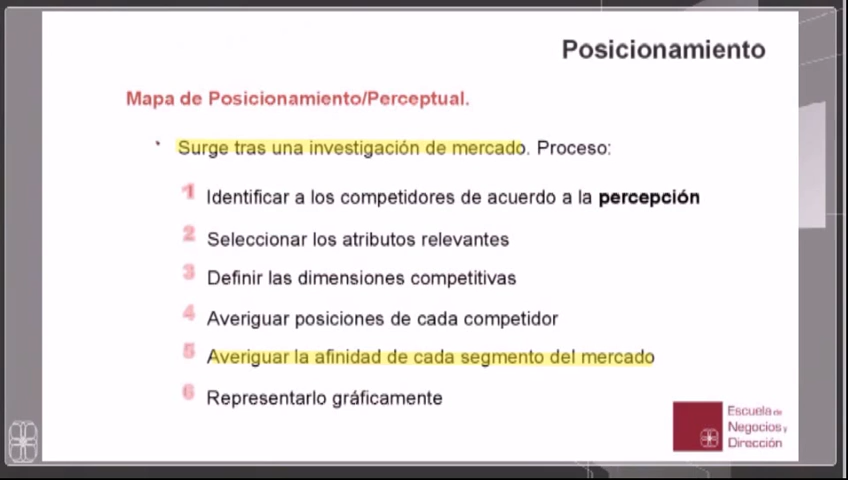 Posicionamiento
Mapa de Posicionamiento/Perceptual.
Surge tras una investigación de mercado. Proceso:
1 Identificar a los competidores de acuerdo a la percepción
2 Seleccionar los atributos relevantes
3 Definir las dimensiones competitivas
4 Averiguar posiciones de cada competidor
5 Averiguar la afinidad de cada segmento del mercado
6 Representarlo gráficamente
Escuela de
Negocios y
Dirección